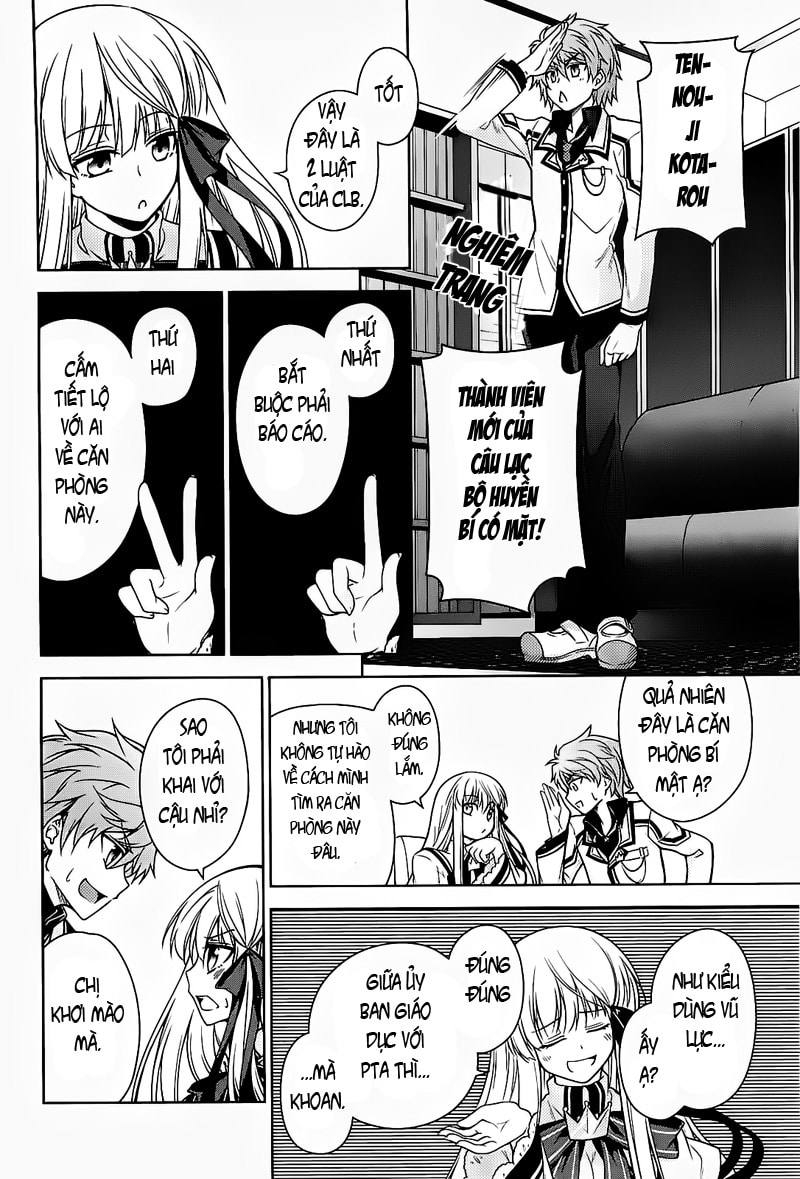 TEN-
NOU-
JI
KOTA-
ROU
NGHIÊM
TRANG
THÀNH VIÊN
MỚI CỦA
CÂU LẠC
BỘ HUYỀN
BÍ CÓ MẶT!
TỐT
VẬY
ĐÂY LÀ
2 LUẬT
CỦA CLB.
THỨ
NHẤT
BẮT
BUỘC PHẢI
BÁO CÁO.
THỨ
HAI
CẤM
TIẾT LỘ
VỚI AI
VỀ CĂN
PHÒNG
NÀY.
QUẢ NHIÊN
ĐÂY LÀ CĂN
PHÒNG BÍ
MẬT Ạ?
KHÔNG
ĐÚNG
LẮM.
NHƯNG TÔI
KHÔNG TỰ HÀO
VỀ CÁCH MÌNH
TÌM RA CĂN
PHÒNG NÀY
ĐÂU.
NHƯ KIỂU
DÙNG VŨ
LỰC...
ẤY
Ạ?
ĐÚNG
ĐÚNG
GIỮA ỦY
BAN GIÁO
DỤC VỚI
PTA THÌ...
...MÀ
KHOAN.
SAO
TÔI PHẢI
KHAI VỚI
CẬU NHỈ?
CHỊ
KHƠI MÀO
MÀ.